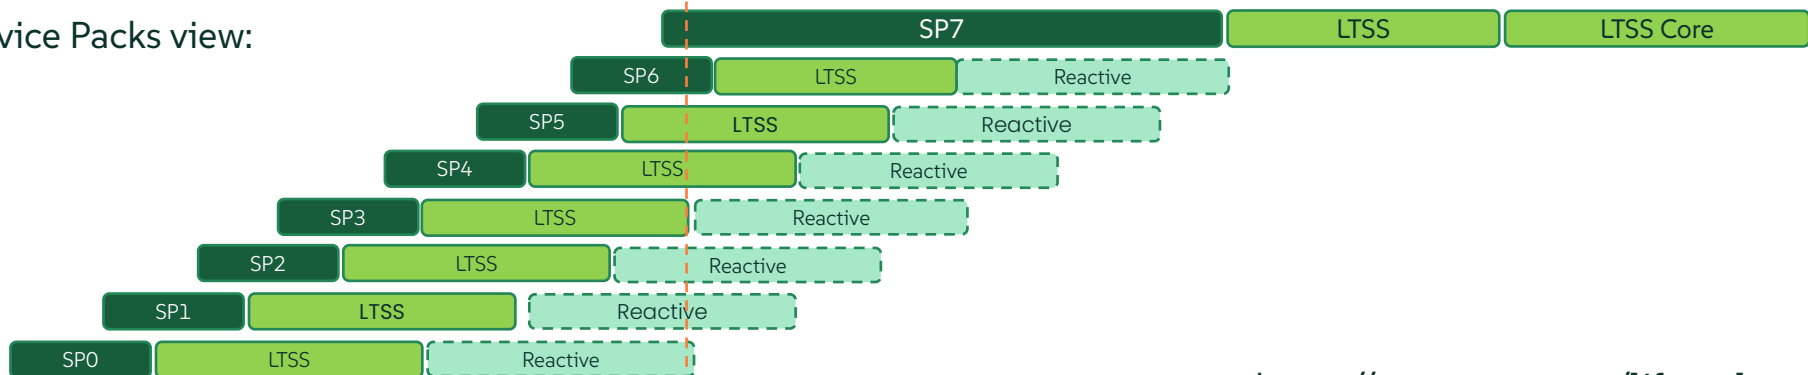 SP7 LTSS LTSS Core
vice Packs view:
SP6 LTSS Reactive
SP5 LTSS Reactive
SP4 LTSS Reactive
SP3 LTSS Reactive
SP2 LTSS Reactive
SP1 LTSS Reactive
SP0 LTSS Reactive